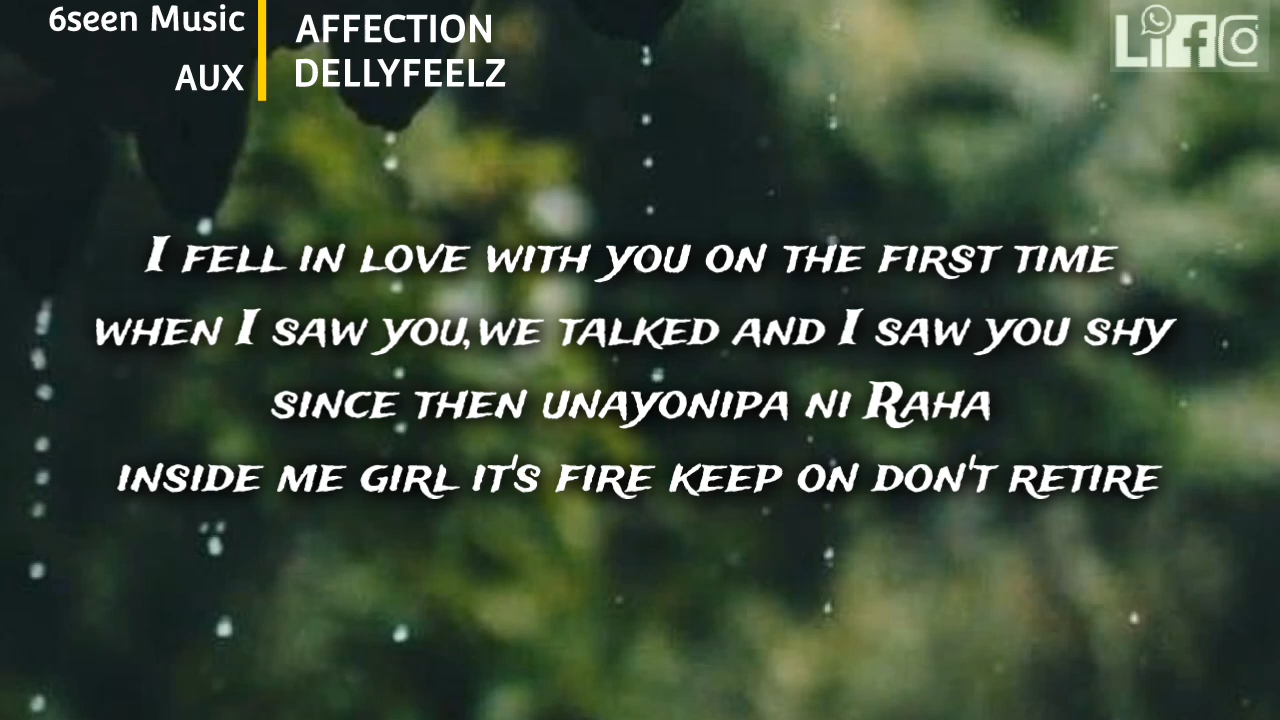 6seen Music
AUX
AFFECTION
DELLYFEELZ
LIFC
I FELL IN LOVE WITH YOU ON THE FIRST TIME
WHEN I SAW YOU,WE TALKED AND I SAW YOU SHY
SINCE THEN UNAYONIPA NI RAHA
INSIDE ME GIRL IT'S FIRE KEEP ON DON'T RETIRE